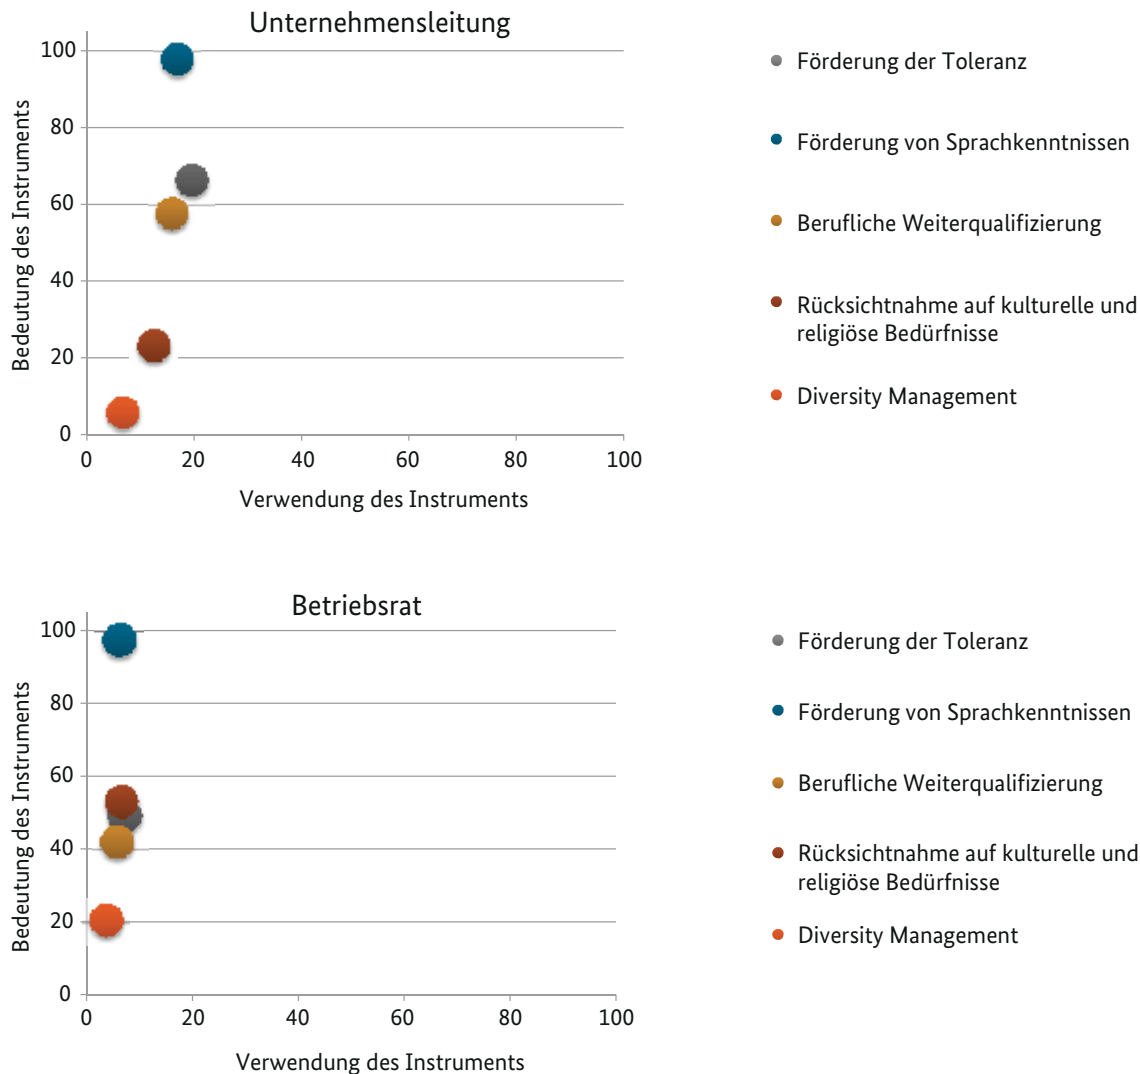 Unternehmensleitung
Bedeutung des Instruments
100
80
60
40
20
0
0 20 40 60 80 100
Verwendung des Instruments
Förderung der Toleranz
Förderung von Sprachkenntnissen
Berufliche Weiterqualifizierung
Rücksichtnahme auf kulturelle und
religiöse Bedürfnisse
Diversity Management
Betriebsrat
Bedeutung des Instruments
100
80
60
40
20
0
0 20 40 60 80 100
Verwendung des Instruments
Förderung der Toleranz
Förderung von Sprachkenntnissen
Berufliche Weiterqualifizierung
Rücksichtnahme auf kulturelle und
religiöse Bedürfnisse
Diversity Management